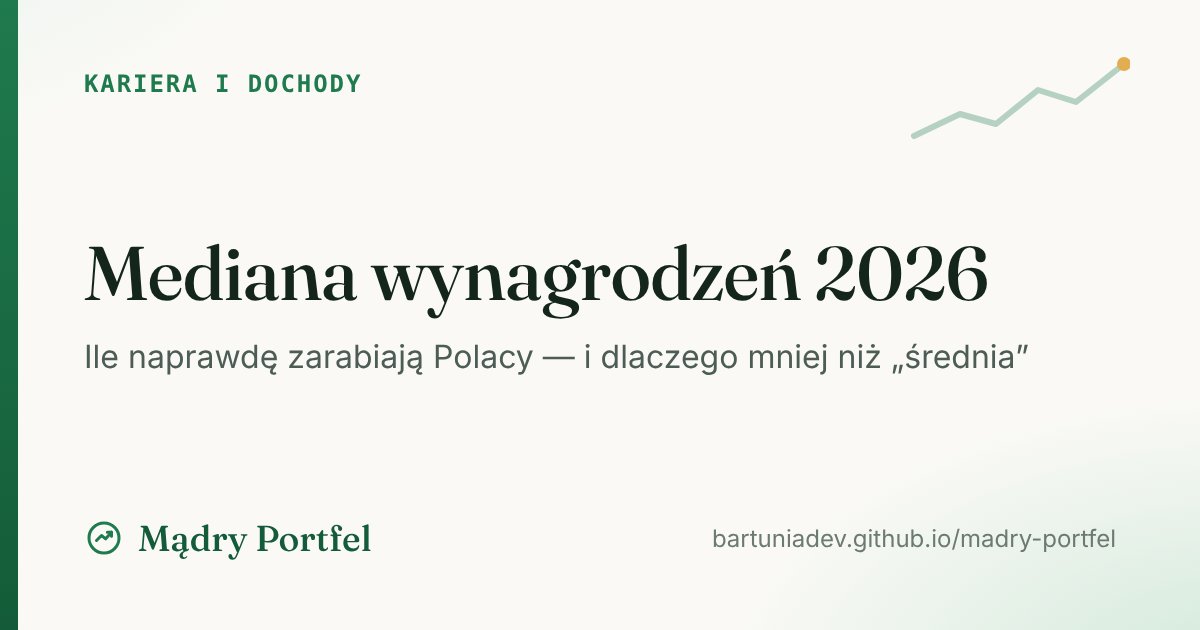 KARIERA I DOCHODY
Mediana wynagrodzeń 2026
Ile naprawdę zarabiają Polacy — i dlaczego mniej niż „średnia”
Mądry Portfel
bartuniadev.github.io/madry-portfel